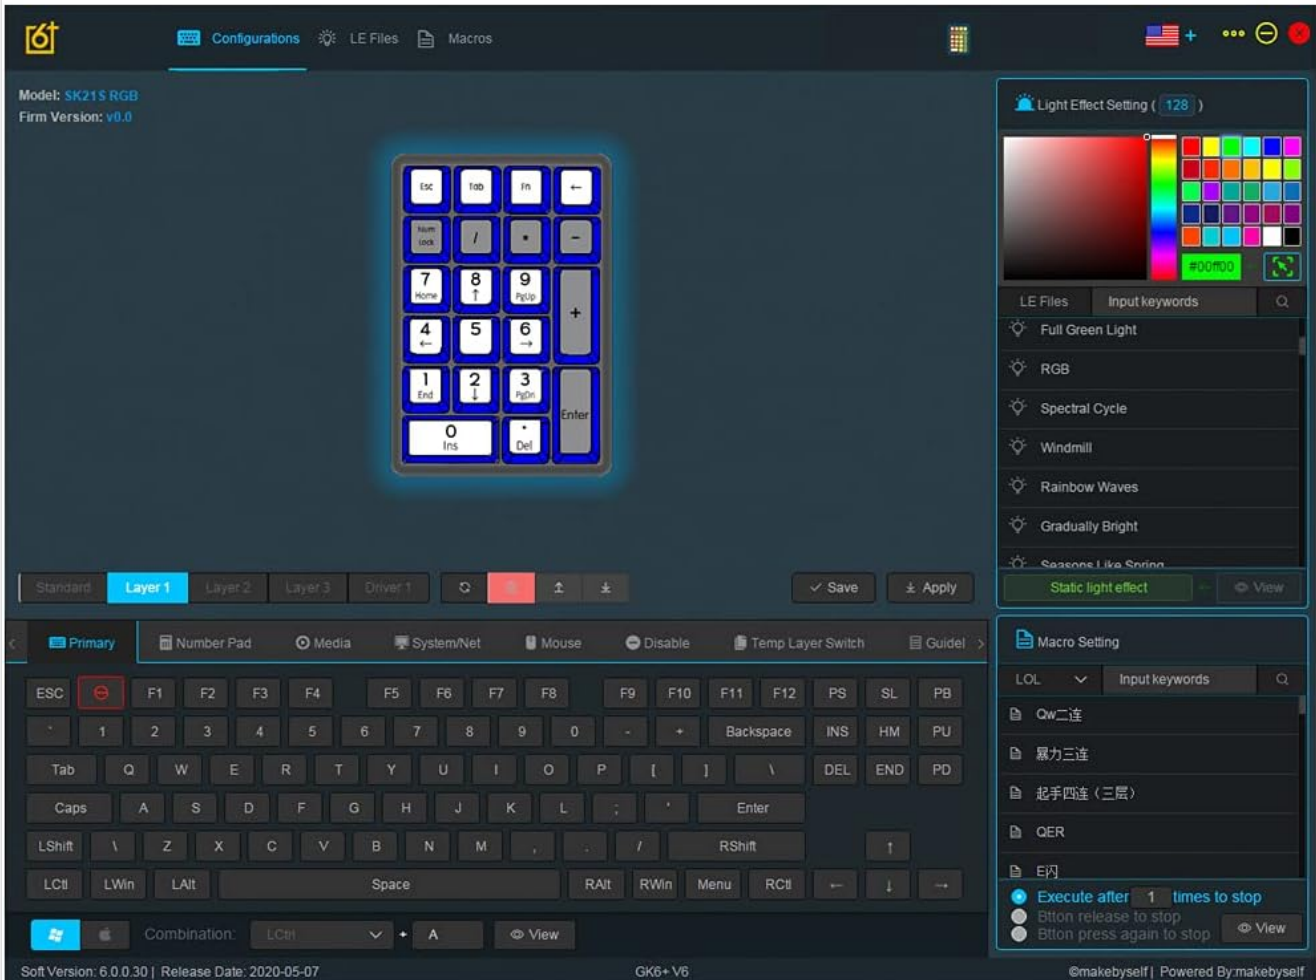 Configurations LE Files Macros
Model: SK21S RGB
Firm Version: v0.0
Esc Tab Fn ←
Num Lock / * -
7 Home 8 ↑ 9 PgUp +
4 ← 5 6 →
1 End 2 ↓ 3 PgDn Enter
0 Ins . Del
Standard Layer 1 Layer 2 Layer 3 Driver 1 Save Apply
Primary Number Pad Media System/Net Mouse Disable Temp Layer Switch Guidel
ESC F1 F2 F3 F4 F5 F6 F7 F8 F9 F10 F11 F12 PS SL PB
` 1 2 3 4 5 6 7 8 9 0 - + Backspace INS HM PU
Tab Q W E R T Y U I O P [ ] \ DEL END PD
Caps A S D F G H J K L ; ' Enter
LShift \ Z X C V B N M , . / RShift ↑
LCtl LWin LAlt Space RAlt RWin Menu RCtl ← ↓ →
Combination: LCtrl + A View
Light Effect Setting ( 128 )
#00ff00
LE Files Input keywords
Full Green Light
RGB
Spectral Cycle
Windmill
Rainbow Waves
Gradually Bright
Seasons Like Spring
Static light effect View
Macro Setting
LOL Input keywords
Qw二连
暴力三连
起手四连（三层）
QER
E闪
Execute after 1 times to stop
Btton release to stop
Btton press again to stop View
Soft Version: 6.0.0.30 | Release Date: 2020-05-07 GK6+ V6 ©makebyself | Powered By:makebyself